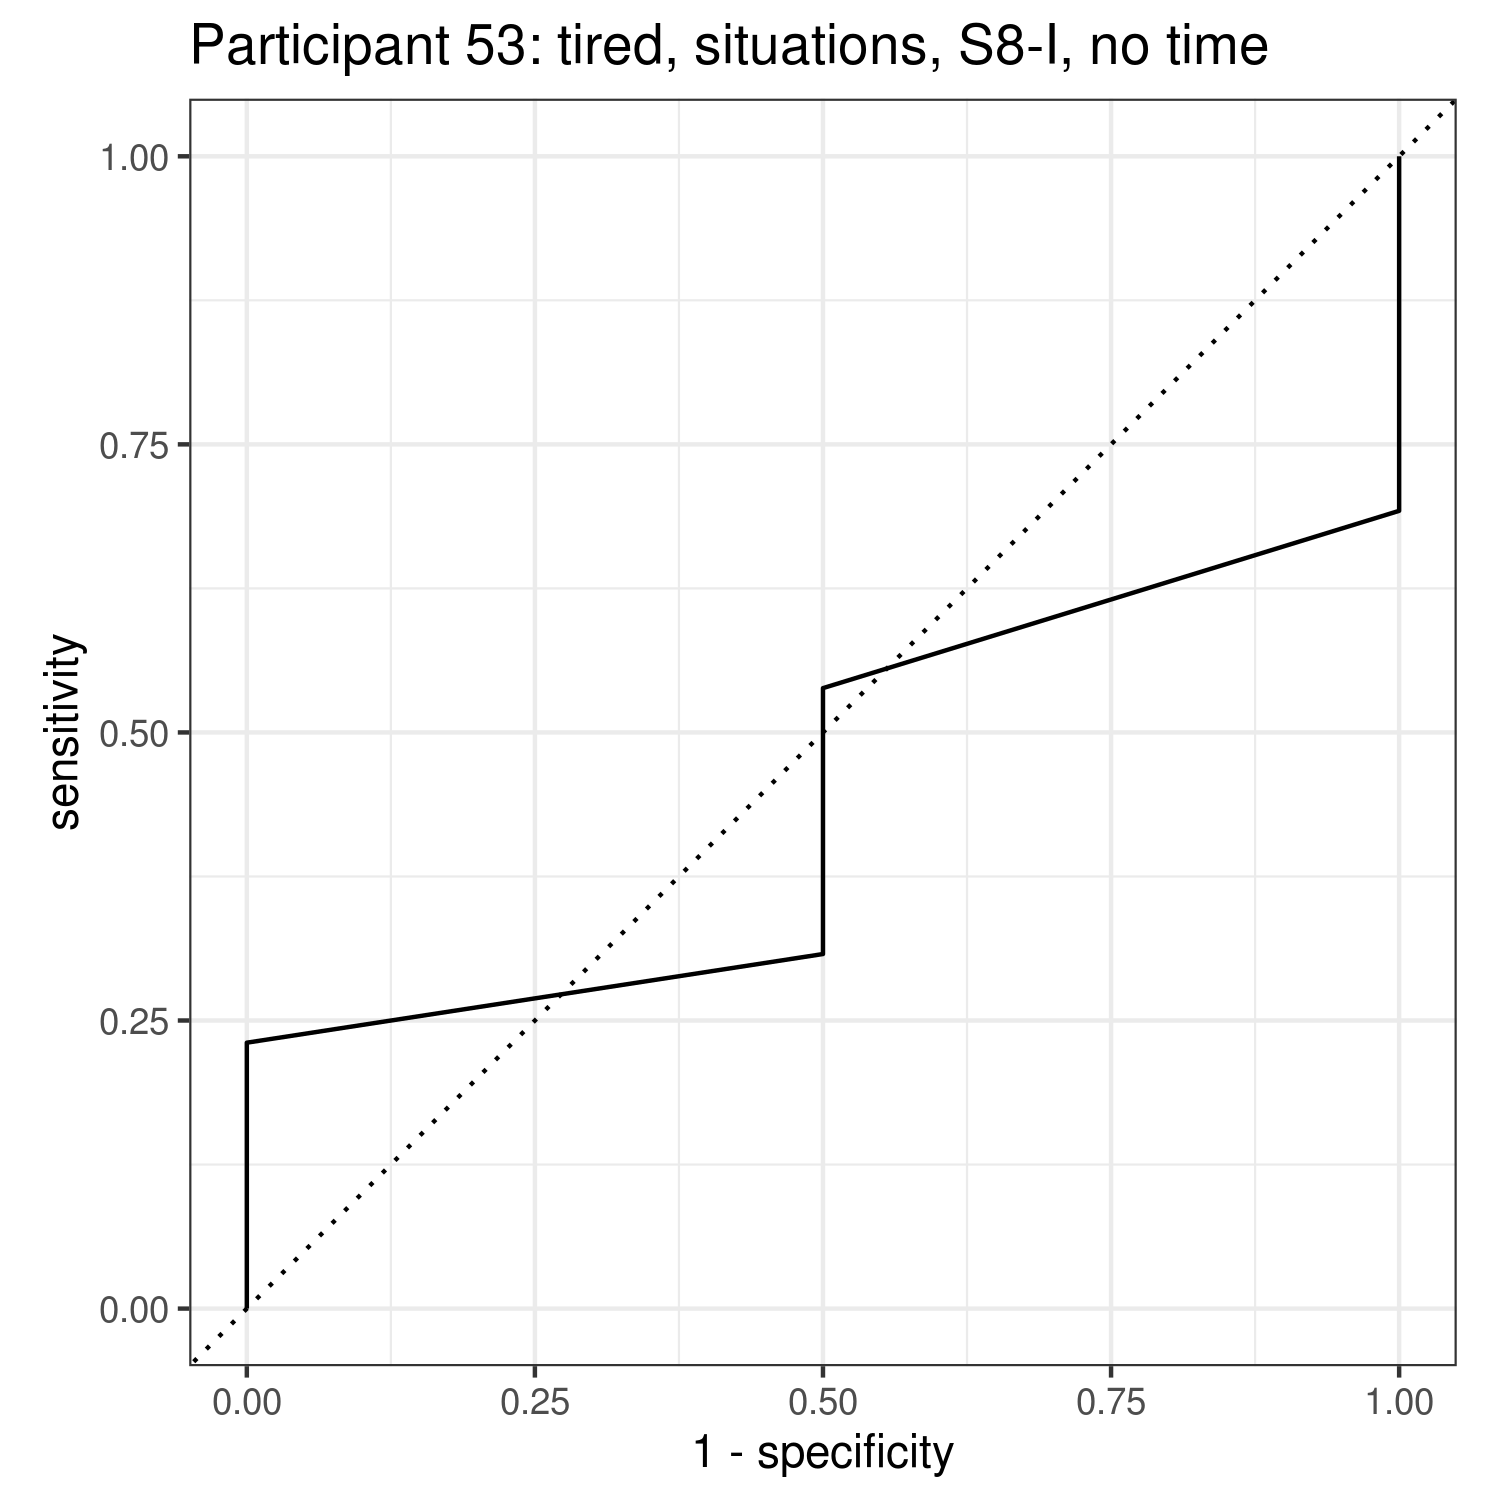 Participant 53: tired, situations, S8-I, no time
1.00
0.75
0.50
0.25
0.00
sensitivity
0.00 0.25 0.50 0.75 1.00
1 - specificity